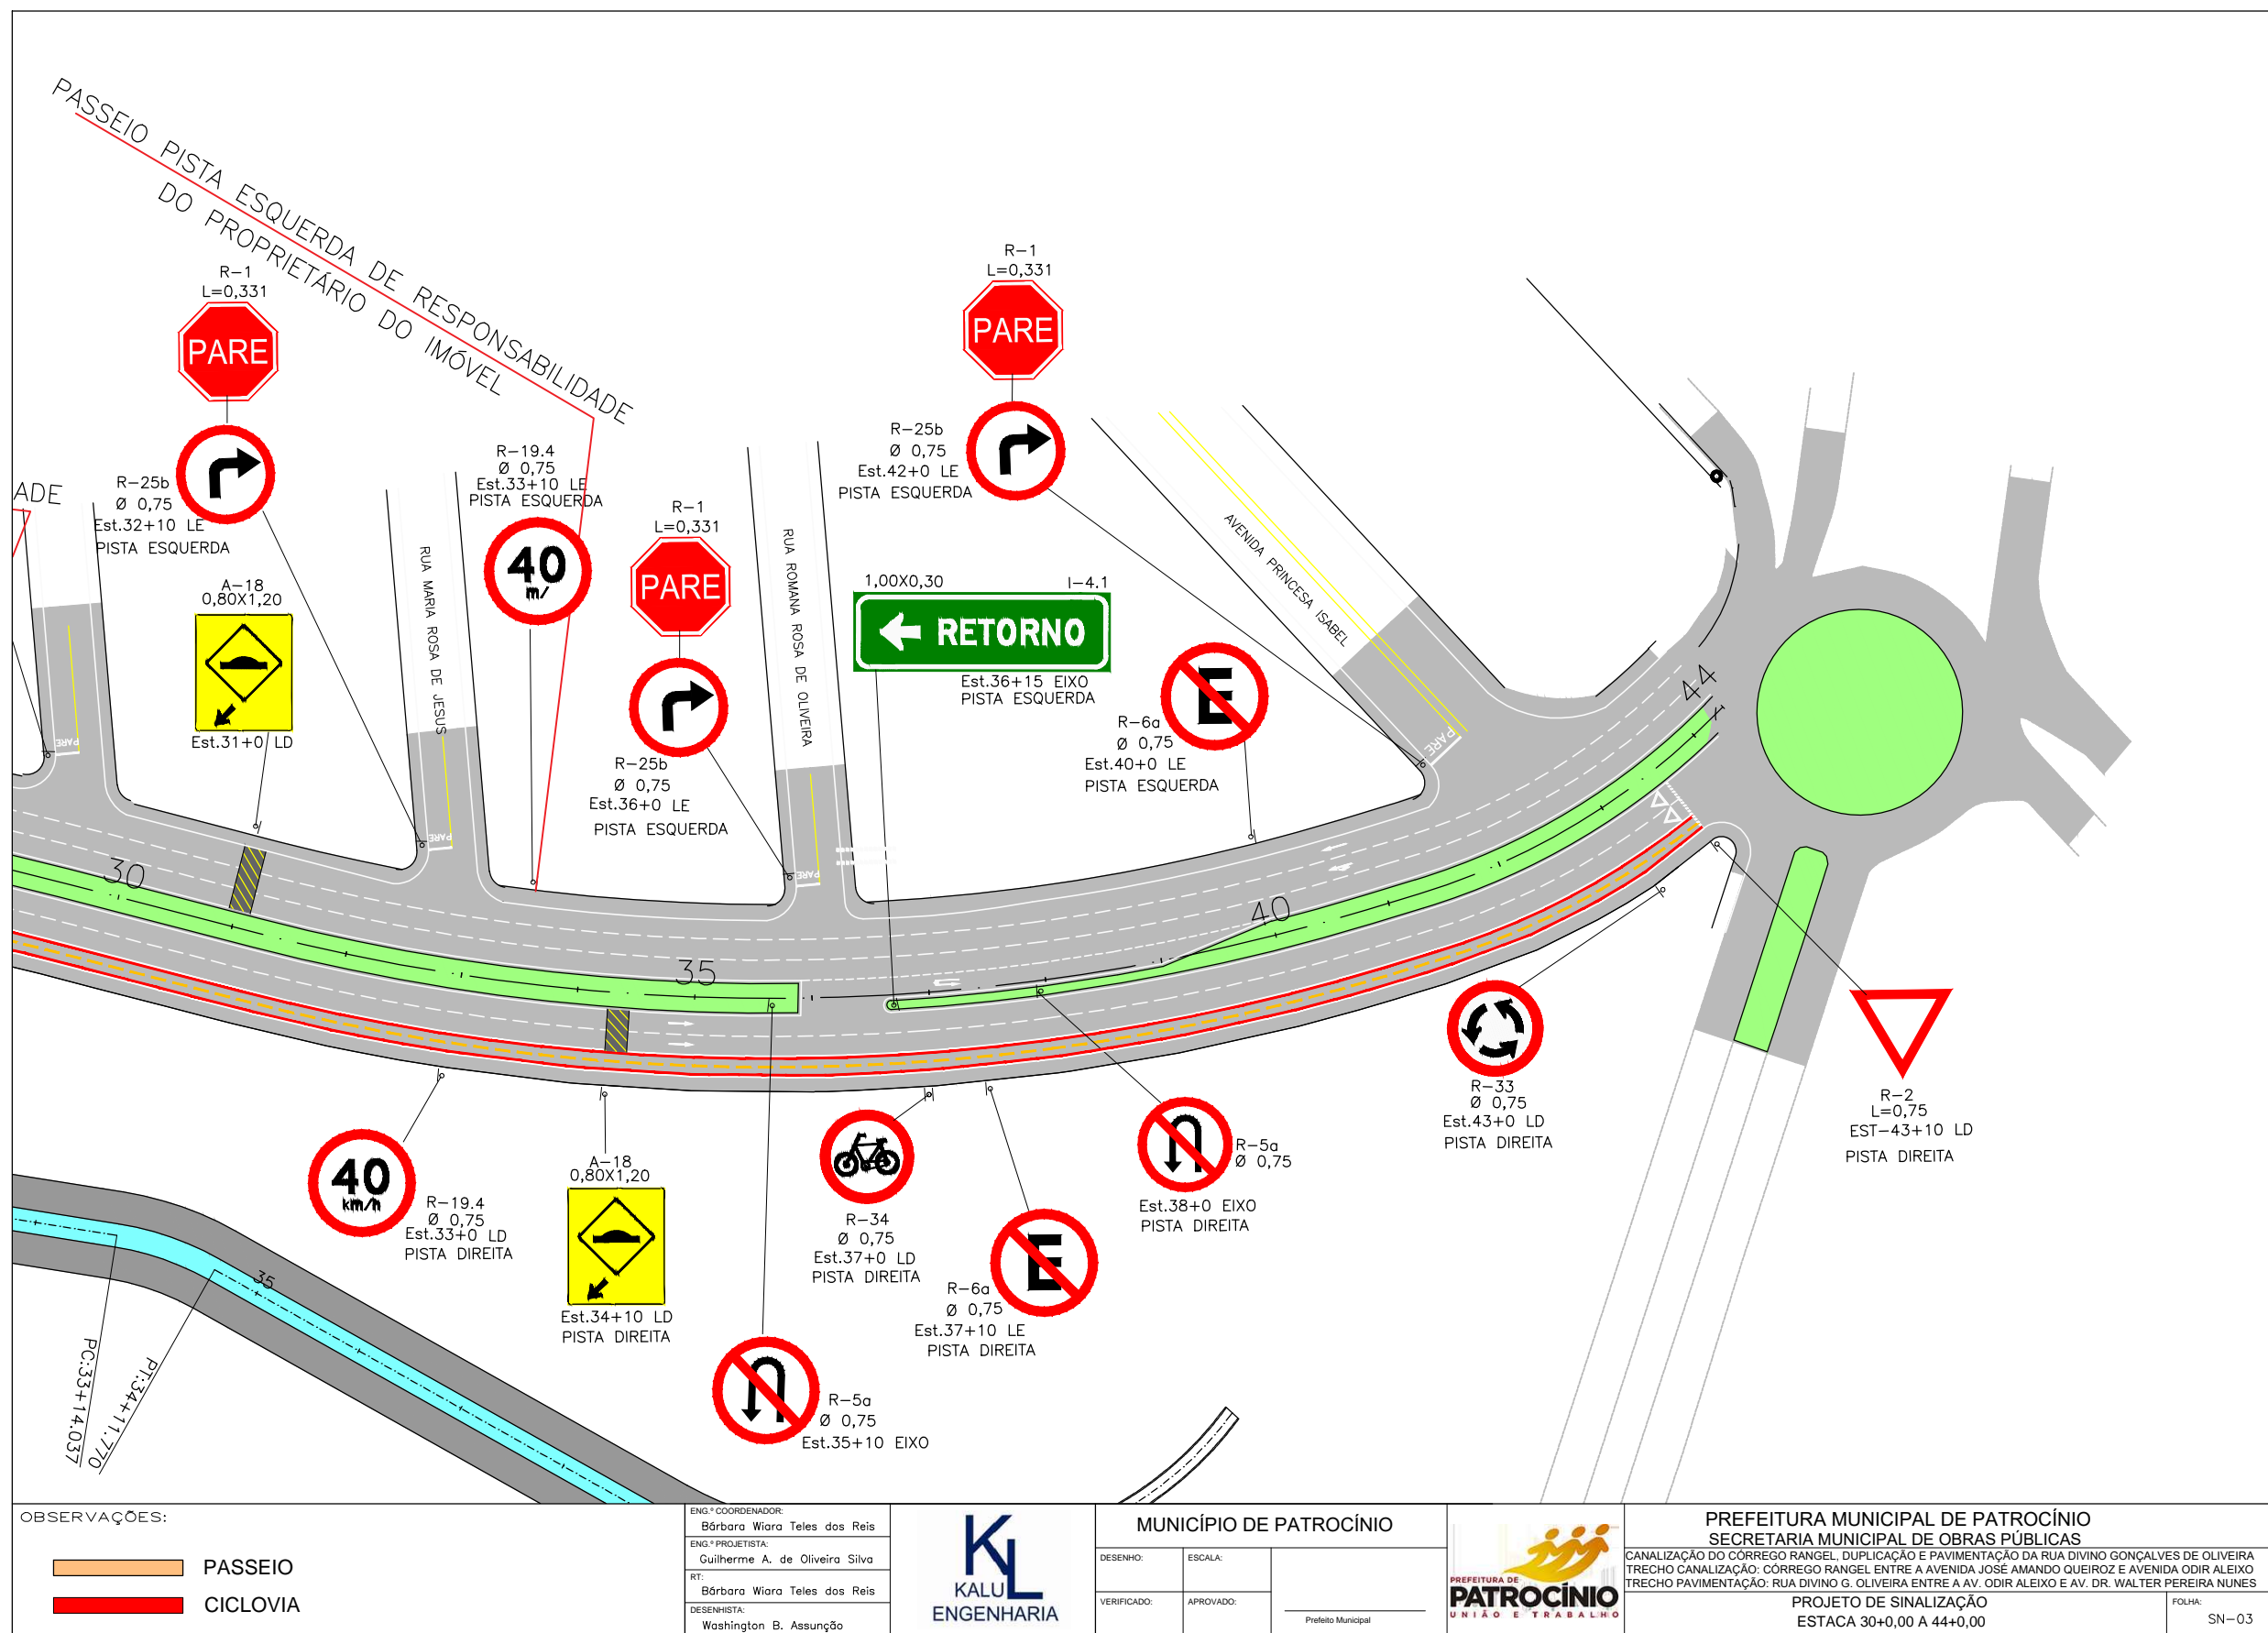 PASSEIO PISTA ESQUERDA DE RESPONSABILIDADE
DO PROPRIETÁRIO DO IMÓVEL
ADE
R-1
L=0,331
PARE
R-25b
Ø 0,75
Est.32+10 LE
PISTA ESQUERDA
A-18
0,80X1,20
Est.31+0 LD
RUA MARIA ROSA DE JESUS
R-19.4
Ø 0,75
Est.33+10 LE
PISTA ESQUERDA
40
m/
R-1
L=0,331
PARE
R-25b
Ø 0,75
Est.36+0 LE
PISTA ESQUERDA
RUA ROMANA ROSA DE OLIVEIRA
R-1
L=0,331
PARE
R-25b
Ø 0,75
Est.42+0 LE
PISTA ESQUERDA
1,00X0,30 I-4.1
RETORNO
Est.36+15 EIXO
PISTA ESQUERDA
AVENIDA PRINCESA ISABEL
E
R-6a
Ø 0,75
Est.40+0 LE
PISTA ESQUERDA
PARE
PARE
PARE
PARE
30
35
40
44
40
km/h
R-19.4
Ø 0,75
Est.33+0 LD
PISTA DIREITA
A-18
0,80X1,20
Est.34+10 LD
PISTA DIREITA
R-5a
Ø 0,75
Est.35+10 EIXO
R-34
Ø 0,75
Est.37+0 LD
PISTA DIREITA
E
R-6a
Ø 0,75
Est.37+10 LE
PISTA DIREITA
R-5a
Ø 0,75
Est.38+0 EIXO
PISTA DIREITA
R-33
Ø 0,75
Est.43+0 LD
PISTA DIREITA
R-2
L=0,75
EST-43+10 LD
PISTA DIREITA
35
PC:33+14.037
PT:34+11.770
OBSERVAÇÕES:
PASSEIO
CICLOVIA
ENG.º COORDENADOR:
Bárbara Wiara Teles dos Reis
ENG.º PROJETISTA:
Guilherme A. de Oliveira Silva
RT:
Bárbara Wiara Teles dos Reis
DESENHISTA:
Washington B. Assunção
KL
KALU
ENGENHARIA
MUNICÍPIO DE PATROCÍNIO
DESENHO:
ESCALA:
VERIFICADO:
APROVADO:
Prefeito Municipal
PREFEITURA DE
PATROCÍNIO
UNIÃO E TRABALHO
PREFEITURA MUNICIPAL DE PATROCÍNIO
SECRETARIA MUNICIPAL DE OBRAS PÚBLICAS
CANALIZAÇÃO DO CÓRREGO RANGEL, DUPLICAÇÃO E PAVIMENTAÇÃO DA RUA DIVINO GONÇALVES DE OLIVEIRA
TRECHO CANALIZAÇÃO: CÓRREGO RANGEL ENTRE A AVENIDA JOSÉ AMANDO QUEIROZ E AVENIDA ODIR ALEIXO
TRECHO PAVIMENTAÇÃO: RUA DIVINO G. OLIVEIRA ENTRE A AV. ODIR ALEIXO E AV. DR. WALTER PEREIRA NUNES
PROJETO DE SINALIZAÇÃO
ESTACA 30+0,00 A 44+0,00
FOLHA:
SN-03